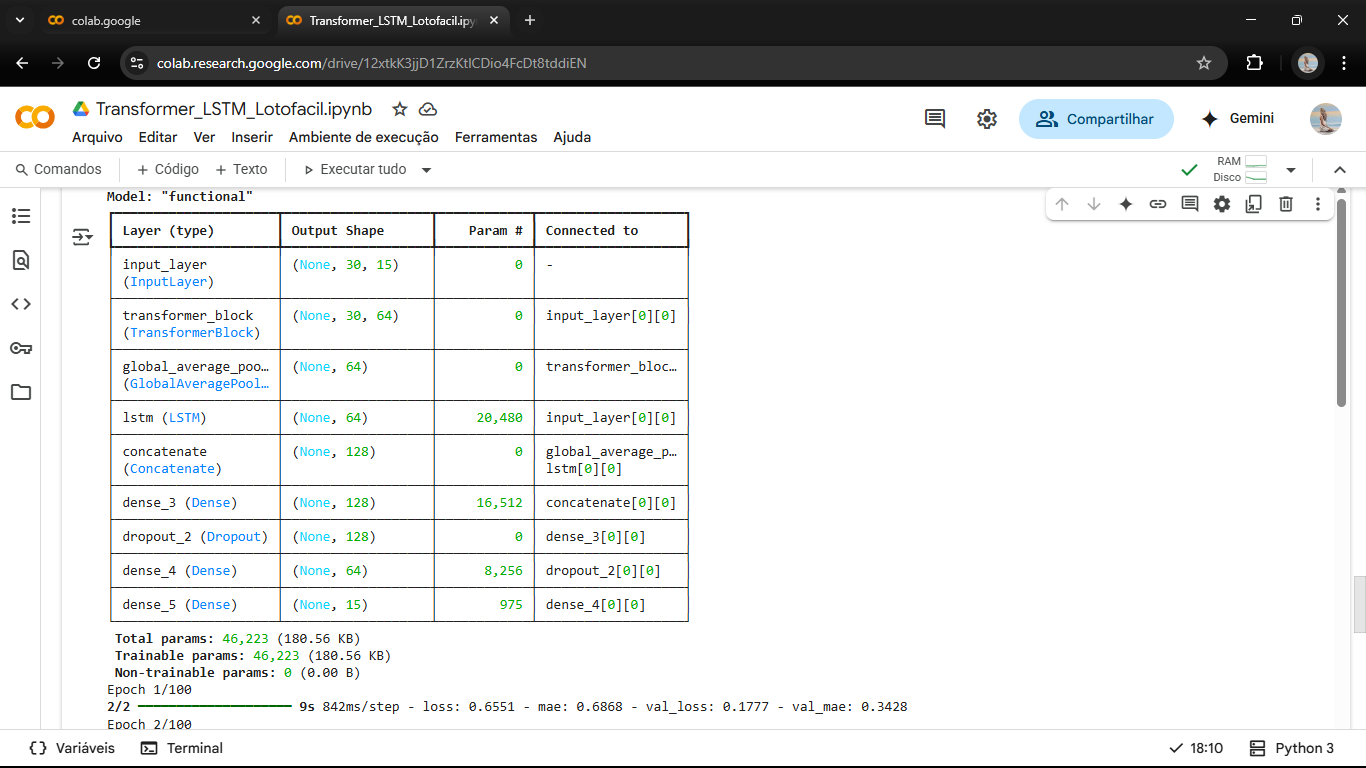 colab.google
Transformer_LSTM_Lotofacil.ipy
colab.research.google.com/drive/12xtkK3jjD1ZrzKtlCDio4FcDt8tddiEN
Transformer_LSTM_Lotofacil.ipynb
Arquivo Editar Ver Inserir Ambiente de execução Ferramentas Ajuda
Compartilhar
Gemini
Comandos + Código + Texto Executar tudo
RAM
Disco
Model: "functional"
Layer (type) Output Shape Param # Connected to
input_layer (None, 30, 15) 0 -
(InputLayer)
transformer_block (None, 30, 64) 0 input_layer[0][0]
(TransformerBlock)
global_average_poo… (None, 64) 0 transformer_bloc…
(GlobalAveragePool…
lstm (LSTM) (None, 64) 20,480 input_layer[0][0]
concatenate (None, 128) 0 global_average_p…
(Concatenate) lstm[0][0]
dense_3 (Dense) (None, 128) 16,512 concatenate[0][0]
dropout_2 (Dropout) (None, 128) 0 dense_3[0][0]
dense_4 (Dense) (None, 64) 8,256 dropout_2[0][0]
dense_5 (Dense) (None, 15) 975 dense_4[0][0]
Total params: 46,223 (180.56 KB)
Trainable params: 46,223 (180.56 KB)
Non-trainable params: 0 (0.00 B)
Epoch 1/100
2/2 ━━━━━━━━━━━━━━━━━━━━ 9s 842ms/step - loss: 0.6551 - mae: 0.6868 - val_loss: 0.1777 - val_mae: 0.3428
Epoch 2/100
Variáveis Terminal 18:10 Python 3